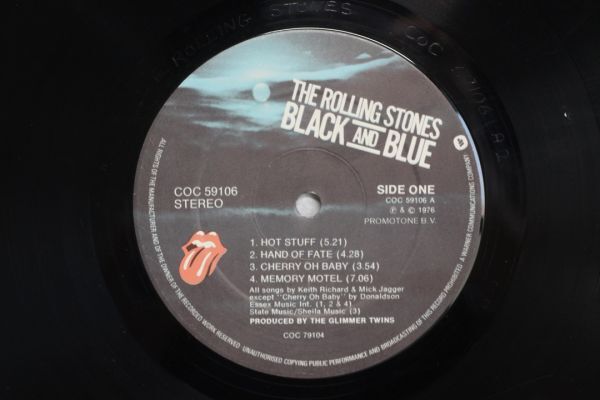 ROLLING STONES COC
THE ROLLING STONES
BLACK AND BLUE
COC 59106
STEREO
SIDE ONE
COC 59106 A
℗ & © 1976
PROMOTONE B.V.
1. HOT STUFF (5.21)
2. HAND OF FATE (4.28)
3. CHERRY OH BABY (3.54)
4. MEMORY MOTEL (7.06)
All songs by Keith Richard & Mick Jagger
except "Cherry Oh Baby" by Donaldson
Essex Music Int. (1, 2 & 4)
State Music/Sheila Music (3)
PRODUCED BY THE GLIMMER TWINS
COC 79104
ALL RIGHTS OF THE MANUFACTURER AND OF THE OWNER OF THE RECORDED WORK RESERVED UNAUTHORISED COPYING PUBLIC PERFORMANCE AND BROADCASTING OF THIS RECORD PROHIBITED A WARNER COMMUNICATIONS COMPANY